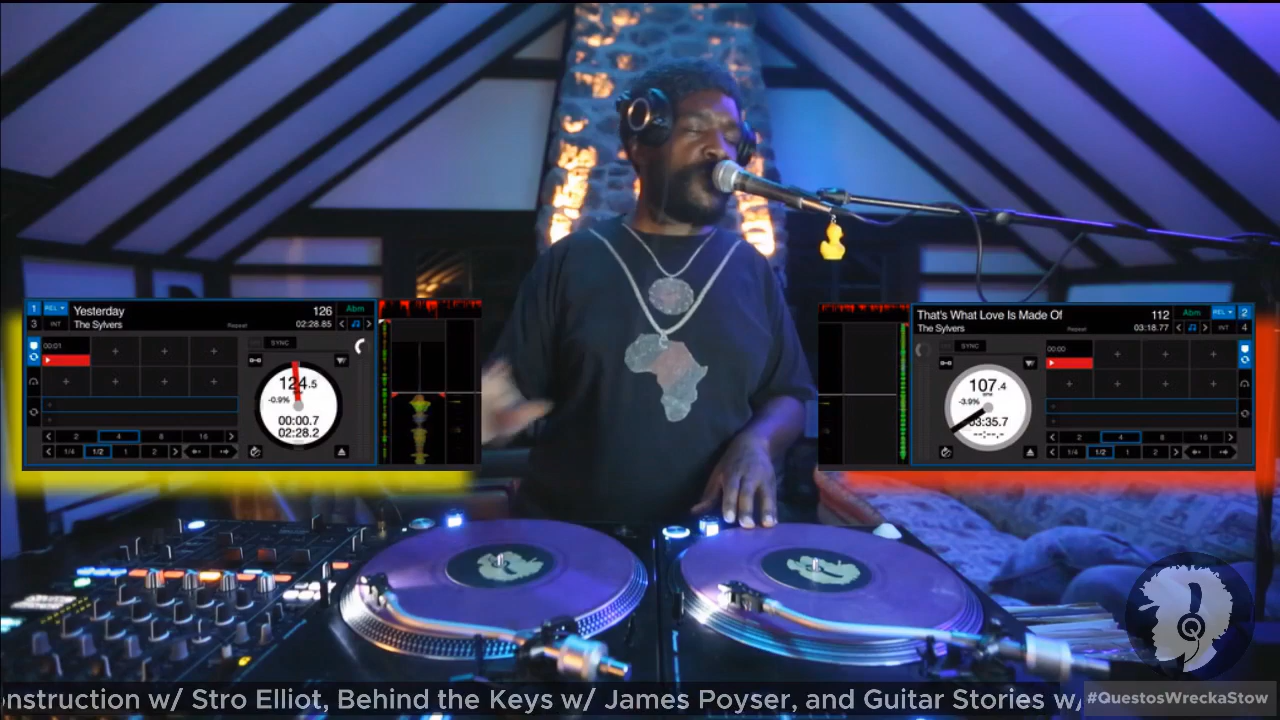 1 REL Yesterday 126 Abm
3 INT The Sylvers Repeat 02:28.85
00:01
SYNC
124.5
-0.9%
00:00.7
02:28.2
2 4 8 16
1/4 1/2 1 2
That's What Love Is Made Of 112 Abm REL 2
The Sylvers Repeat 03:18.77 INT 4
SYNC
00:00
107.4
BPM
-3.9%
03:35.7
--:--.-
2 4 8 16
1/4 1/2 1 2
Q
onstruction w/ Stro Elliot, Behind the Keys w/ James Poyser, and Guitar Stories w/
#QuestosWreckaStow